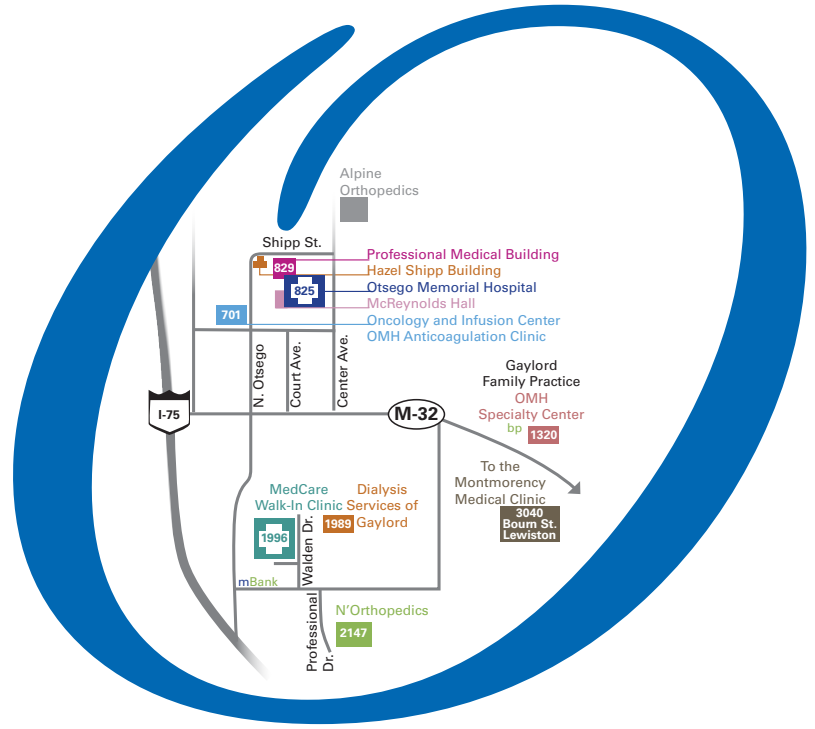 Alpine
Orthopedics
Shipp St.
829
Professional Medical Building
Hazel Shipp Building
825
Otsego Memorial Hospital
McReynolds Hall
701
Oncology and Infusion Center
OMH Anticoagulation Clinic
N. Otsego
Court Ave.
Center Ave.
I-75
M-32
Gaylord
Family Practice
OMH
Specialty Center
bp
1320
To the
Montmorency
Medical Clinic
3040
Bourn St.
Lewiston
MedCare
Walk-In Clinic
1996
Dialysis
Services of
Gaylord
1989
Walden Dr.
mBank
Professional
Dr.
N'Orthopedics
2147